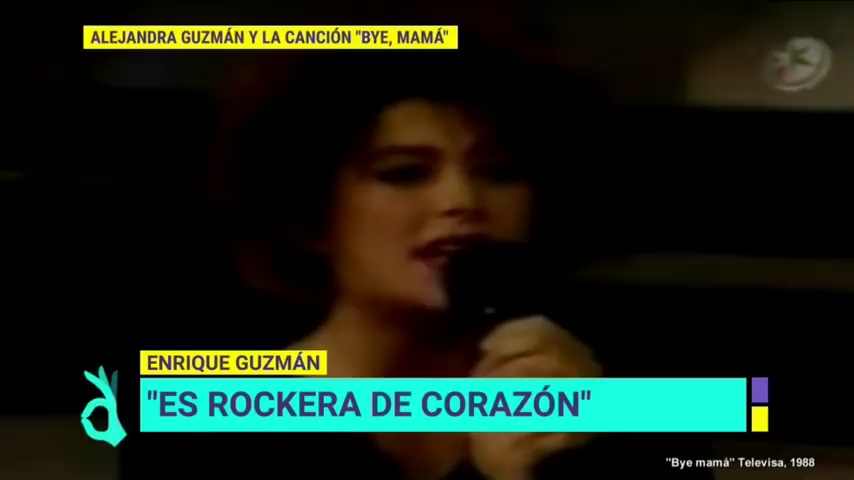 ALEJANDRA GUZMÁN Y LA CANCIÓN "BYE, MAMÁ"
ENRIQUE GUZMÁN
"ES ROCKERA DE CORAZÓN"
"Bye mamá" Televisa, 1988